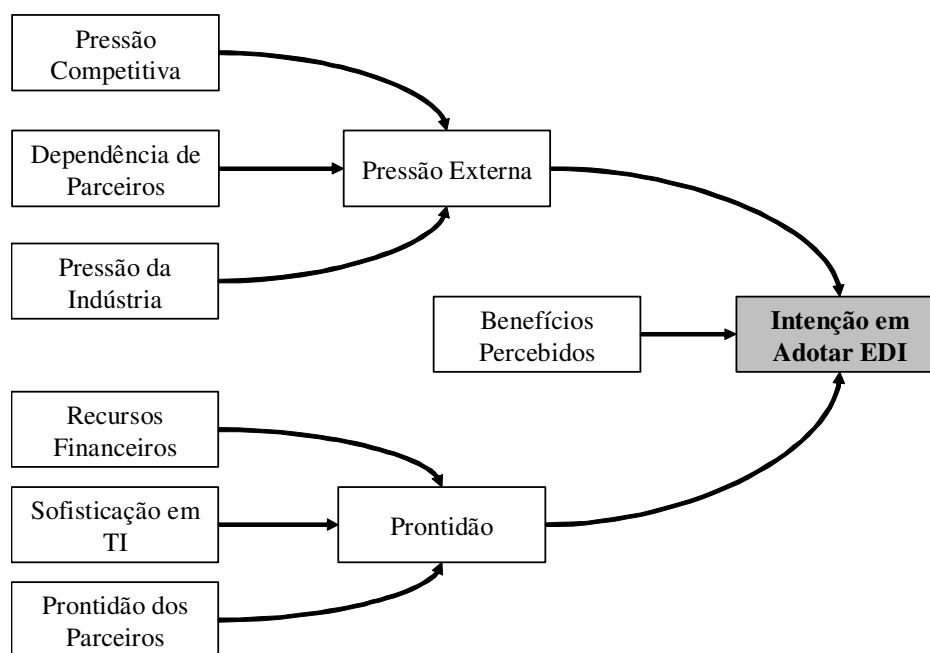 Pressão
Competitiva
Dependência de
Parceiros
Pressão Externa
Pressão da
Indústria
Benefícios
Percebidos
Intenção em
Adotar EDI
Recursos
Financeiros
Sofisticação em
TI
Prontidão
Prontidão dos
Parceiros